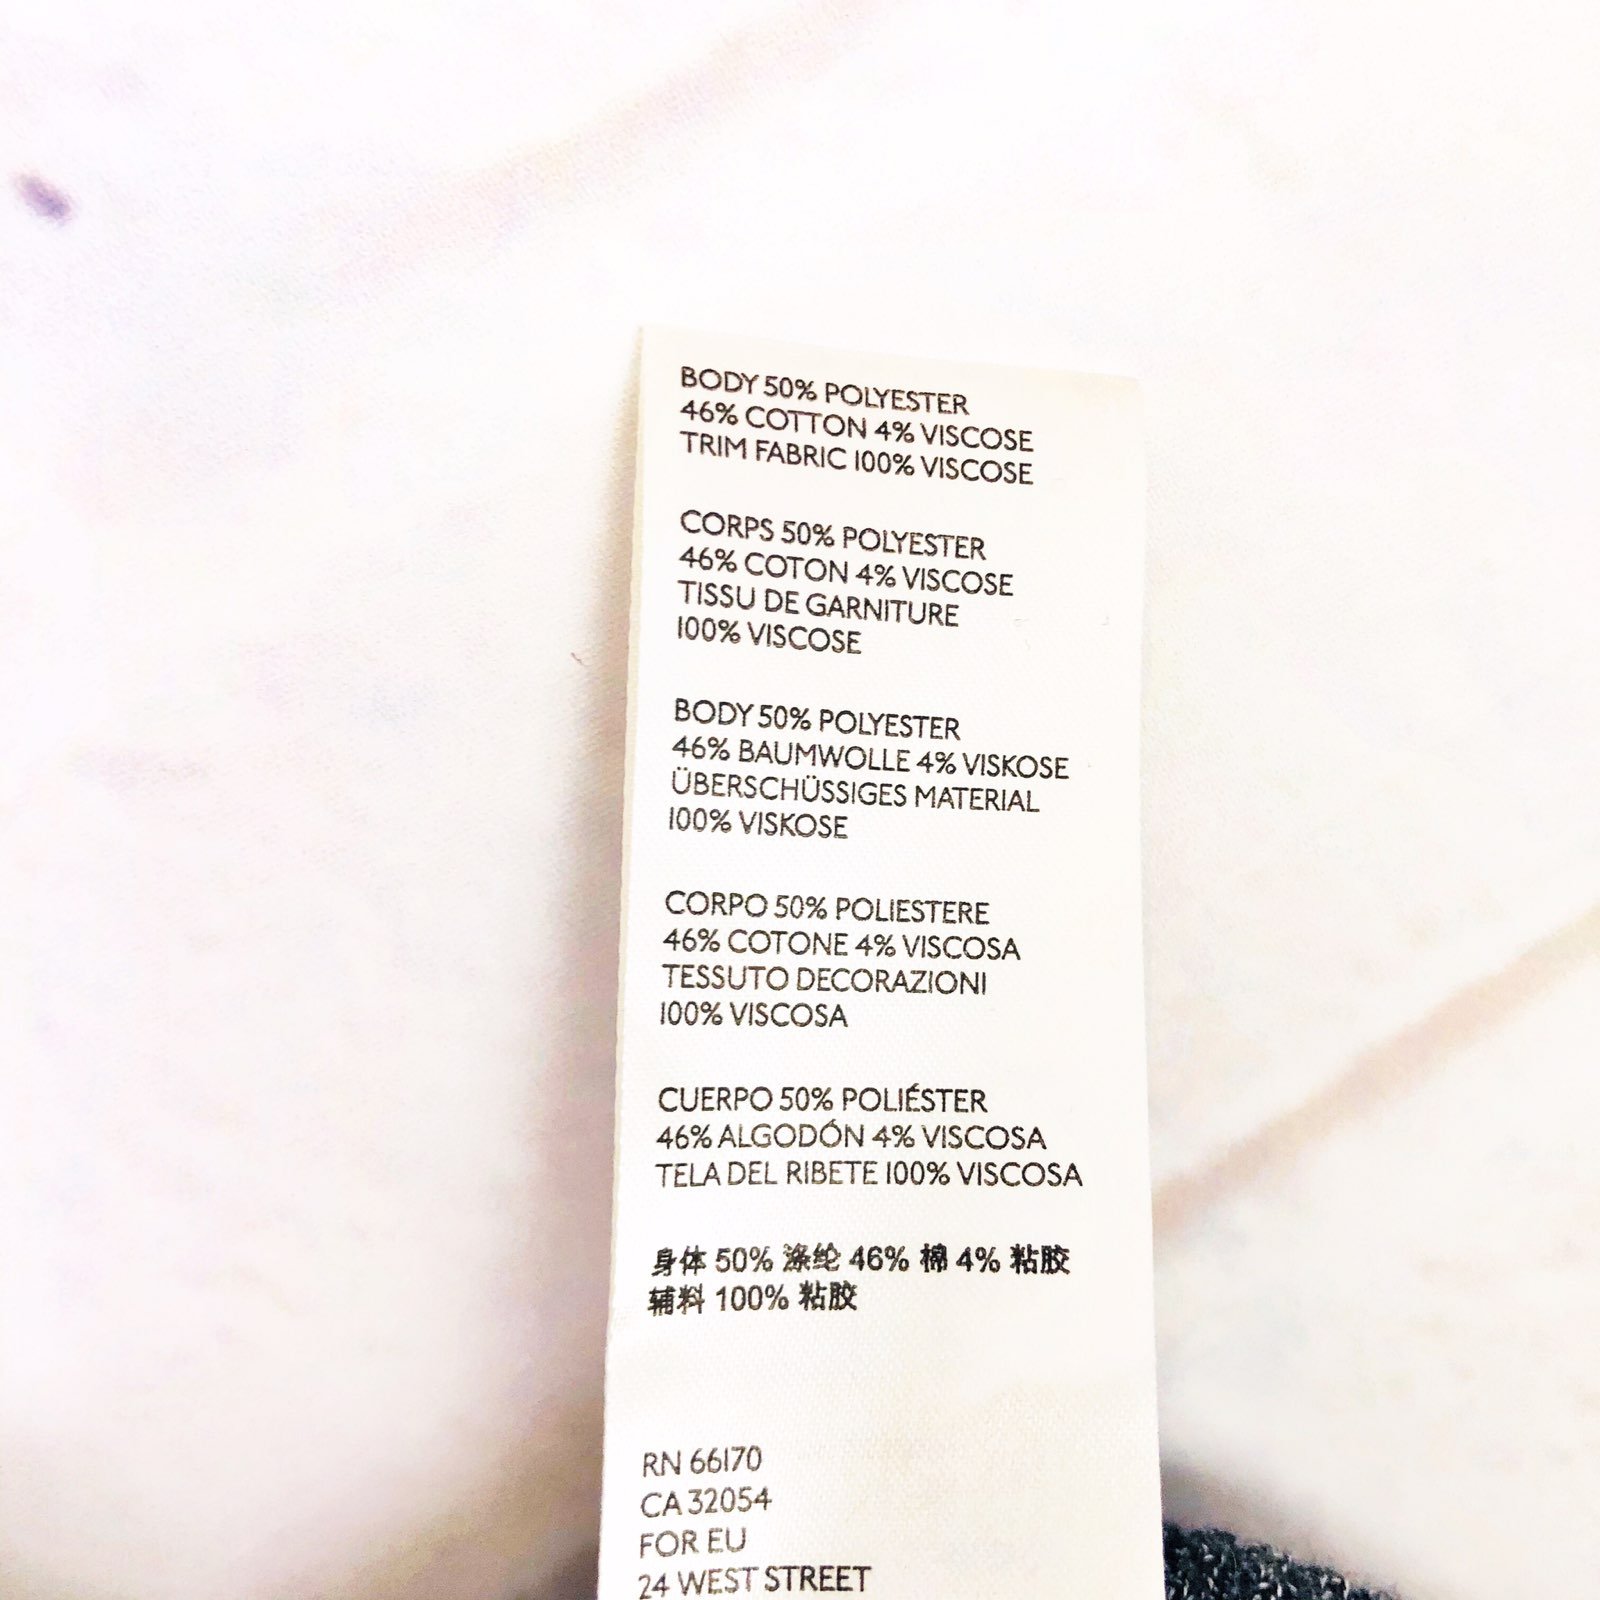 BODY 50% POLYESTER
46% COTTON 4% VISCOSE
TRIM FABRIC 100% VISCOSE
CORPS 50% POLYESTER
46% COTON 4% VISCOSE
TISSU DE GARNITURE
100% VISCOSE
BODY 50% POLYESTER
46% BAUMWOLLE 4% VISKOSE
ÜBERSCHÜSSIGES MATERIAL
100% VISKOSE
CORPO 50% POLIESTERE
46% COTONE 4% VISCOSA
TESSUTO DECORAZIONI
100% VISCOSA
CUERPO 50% POLIÉSTER
46% ALGODÓN 4% VISCOSA
TELA DEL RIBETE 100% VISCOSA
身体 50% 涤纶 46% 棉 4% 粘胶
辅料 100% 粘胶
RN 66170
CA 32054
FOR EU
24 WEST STREET